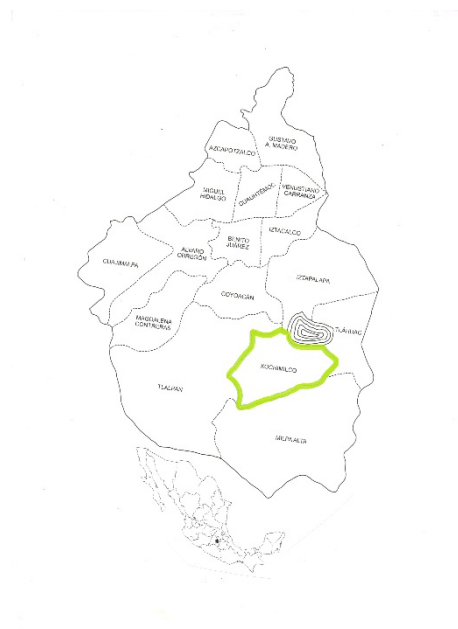 GUSTAVO
A. MADERO
AZCAPOTZALCO
MIGUEL
HIDALGO
CUAUHTÉMOC
VENUSTIANO
CARRANZA
IZTACALCO
BENITO
JUÁREZ
ALVARO
OBREGÓN
CUAJIMALPA
IZTAPALAPA
COYOACÁN
MAGDALENA
CONTRERAS
TLÁHUAC
XOCHIMILCO
TLALPAN
MILPA ALTA